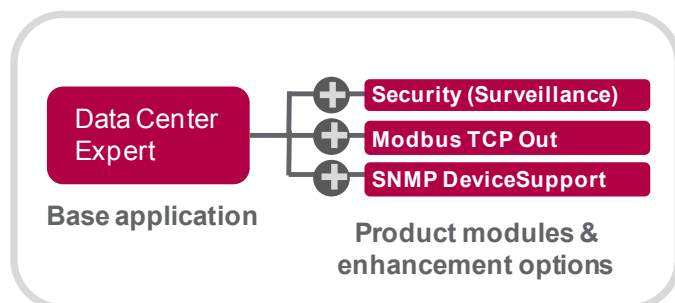 Data Center
Expert
Base application
Security (Surveillance)
Modbus TCP Out
SNMP DeviceSupport
Product modules &
enhancement options